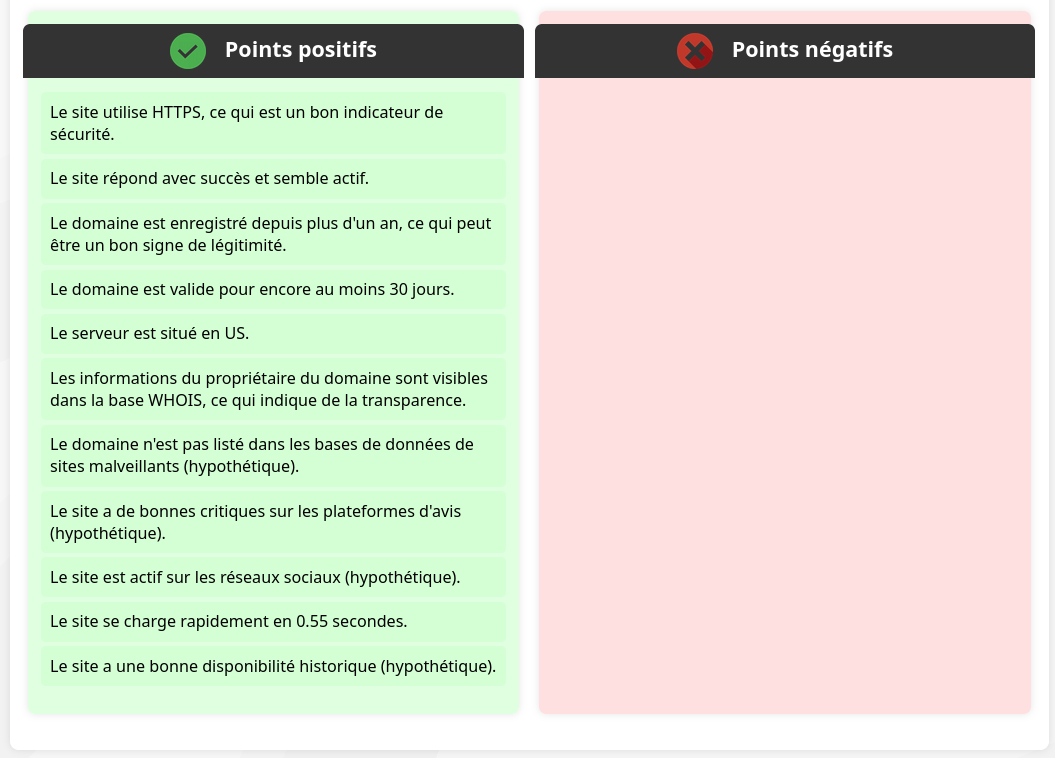 Points positifs
Le site utilise HTTPS, ce qui est un bon indicateur de
sécurité.
Le site répond avec succès et semble actif.
Le domaine est enregistré depuis plus d'un an, ce qui peut
être un bon signe de légitimité.
Le domaine est valide pour encore au moins 30 jours.
Le serveur est situé en US.
Les informations du propriétaire du domaine sont visibles
dans la base WHOIS, ce qui indique de la transparence.
Le domaine n'est pas listé dans les bases de données de
sites malveillants (hypothétique).
Le site a de bonnes critiques sur les plateformes d'avis
(hypothétique).
Le site est actif sur les réseaux sociaux (hypothétique).
Le site se charge rapidement en 0.55 secondes.
Le site a une bonne disponibilité historique (hypothétique).
Points négatifs